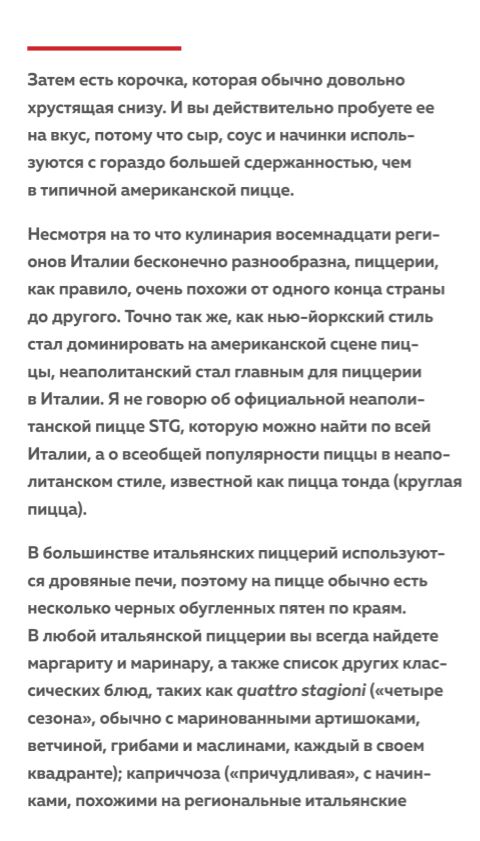 Затем есть корочка, которая обычно довольно
хрустящая снизу. И вы действительно пробуете ее
на вкус, потому что сыр, соус и начинки исполь-
зуются с гораздо большей сдержанностью, чем
в типичной американской пицце.
Несмотря на то что кулинария восемнадцати реги-
онов Италии бесконечно разнообразна, пиццерии,
как правило, очень похожи от одного конца страны
до другого. Точно так же, как нью-йоркский стиль
стал доминировать на американской сцене пиц-
цы, неаполитанский стал главным для пиццерии
в Италии. Я не говорю об официальной неаполи-
танской пицце STG, которую можно найти по всей
Италии, а о всеобщей популярности пиццы в неапо-
литанском стиле, известной как пицца тонда (круглая
пицца).
В большинстве итальянских пиццерий используют-
ся дровяные печи, поэтому на пицце обычно есть
несколько черных обугленных пятен по краям.
В любой итальянской пиццерии вы всегда найдете
маргариту и маринару, а также список других клас-
сических блюд, таких как quattro stagioni («четыре
сезона», обычно с маринованными артишоками,
ветчиной, грибами и маслинами, каждый в своем
квадранте); каприччоза («причудливая», с начин-
ками, похожими на региональные итальянские